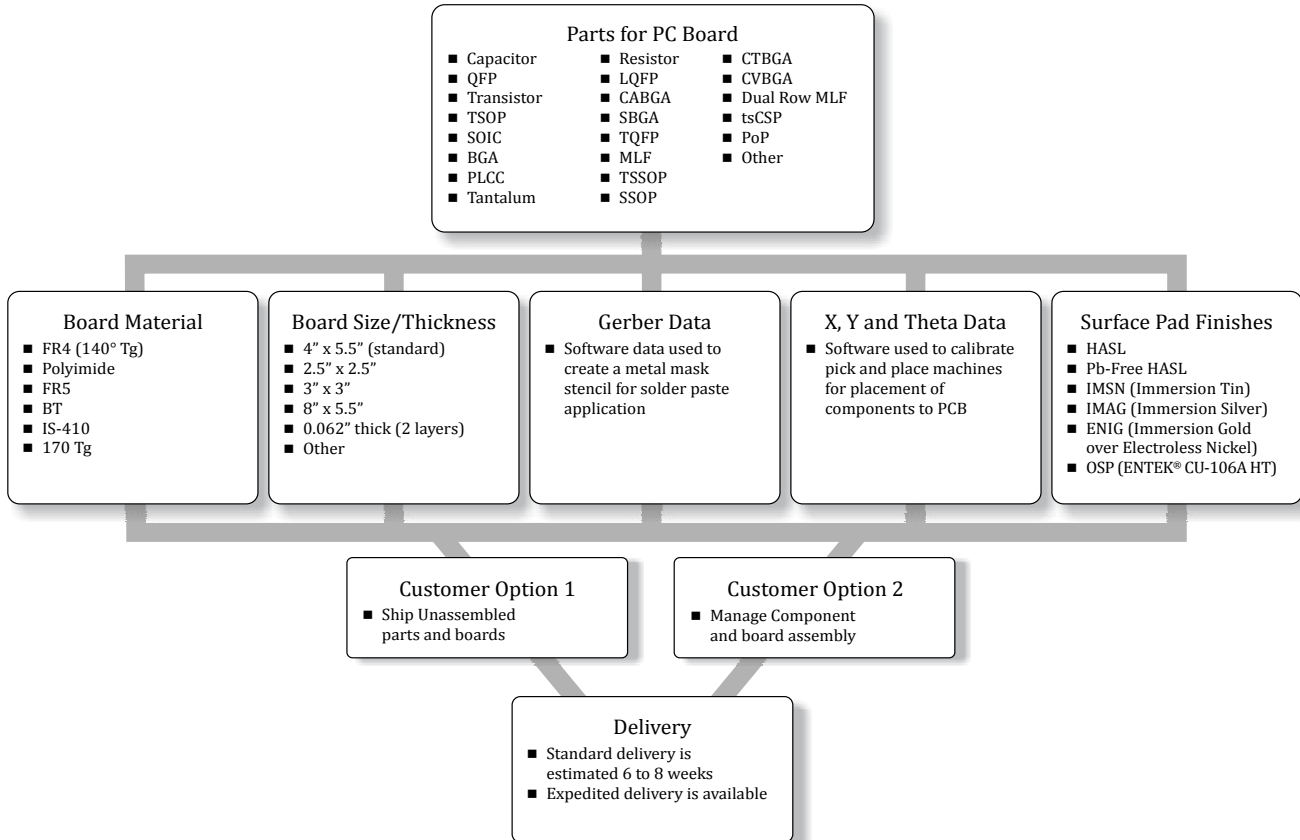 Parts for PC Board
■ Capacitor
■ QFP
■ Transistor
■ TSOP
■ SOIC
■ BGA
■ PLCC
■ Tantalum
■ Resistor
■ LQFP
■ CABGA
■ SBGA
■ TQFP
■ MLF
■ TSSOP
■ SSOP
■ CTBGA
■ CVBGA
■ Dual Row MLF
■ tsCSP
■ PoP
■ Other
Board Material
■ FR4 (140° Tg)
■ Polyimide
■ FR5
■ BT
■ IS-410
■ 170 Tg
Board Size/Thickness
■ 4” x 5.5” (standard)
■ 2.5” x 2.5”
■ 3” x 3”
■ 8” x 5.5”
■ 0.062” thick (2 layers)
■ Other
Gerber Data
■ Software data used to
create a metal mask
stencil for solder paste
application
X, Y and Theta Data
■ Software used to calibrate
pick and place machines
for placement of
components to PCB
Surface Pad Finishes
■ HASL
■ Pb-Free HASL
■ IMSN (Immersion Tin)
■ IMAG (Immersion Silver)
■ ENIG (Immersion Gold
over Electroless Nickel)
■ OSP (ENTEK® CU-106A HT)
Customer Option 1
■ Ship Unassembled
parts and boards
Customer Option 2
■ Manage Component
and board assembly
Delivery
■ Standard delivery is
estimated 6 to 8 weeks
■ Expedited delivery is available